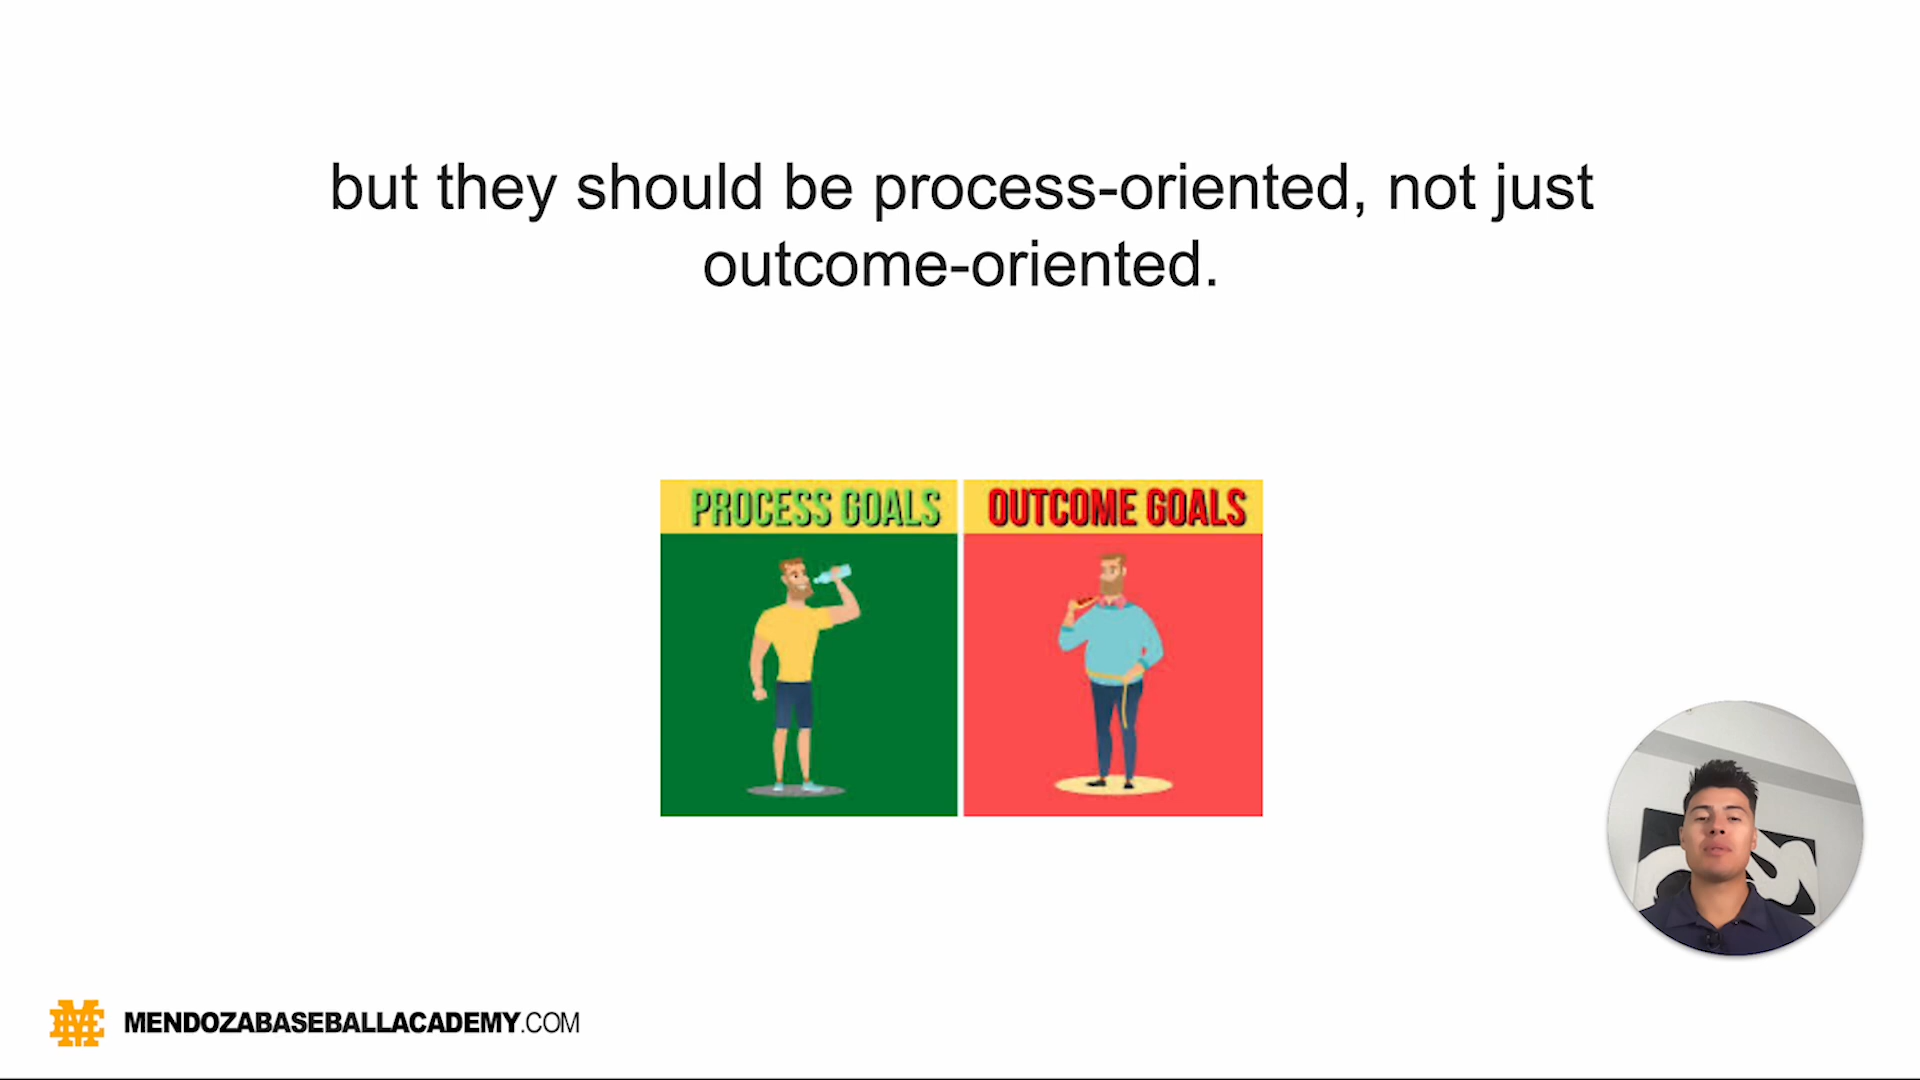 but they should be process-oriented, not just
outcome-oriented.
PROCESS GOALS
OUTCOME GOALS
MENDOZABASEBALLACADEMY.COM